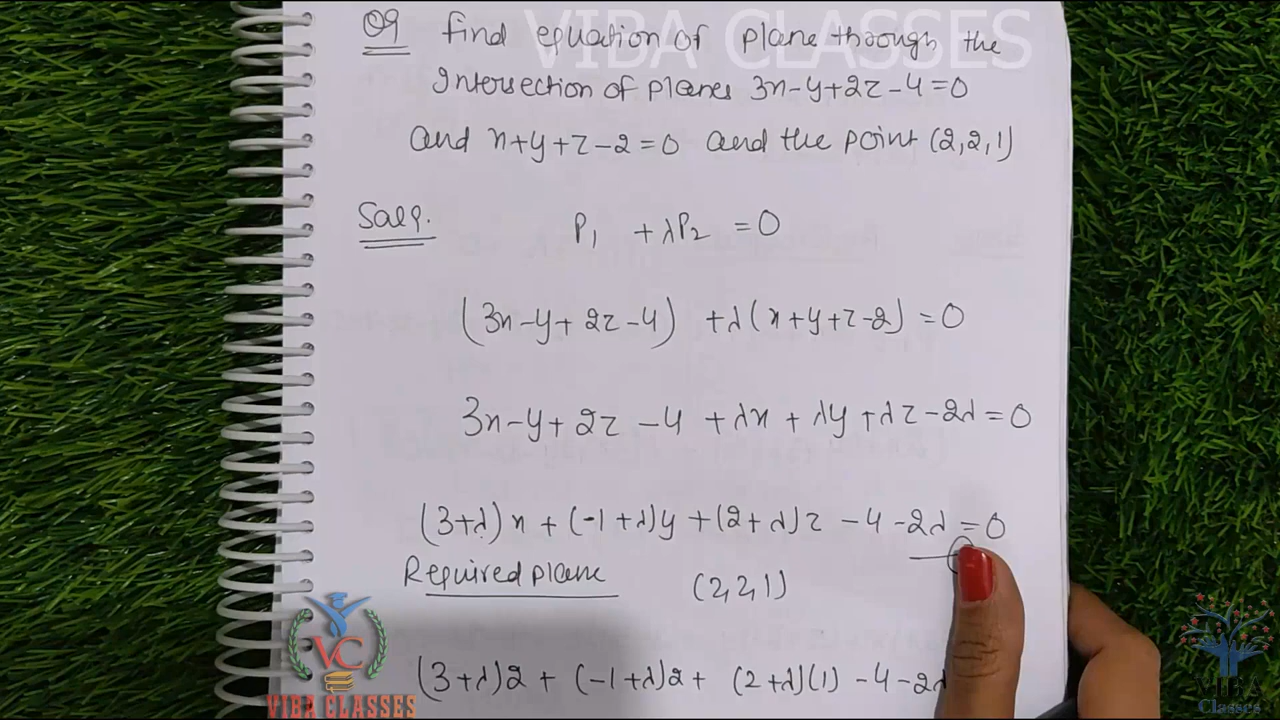 VIBA CLASSES
Q9 find equation of plane through the
Intersection of planes 3x-y+2z-4=0
and x+y+z-2=0 and the point (2,2,1)
Solⁿ. P₁ +λP₂ =0
(3x-y+2z-4) +λ(x+y+z-2) =0
3x-y+2z -4 +λx + λy +λz -2λ =0
(3+λ)x + (-1+λ)y +(2+λ)z -4 -2λ =0
Required plane (2,2,1)
(3+λ)2 + (-1+λ)2 + (2+λ)(1) -4-2λ
VC
VIBA CLASSES
VIBA
Classes